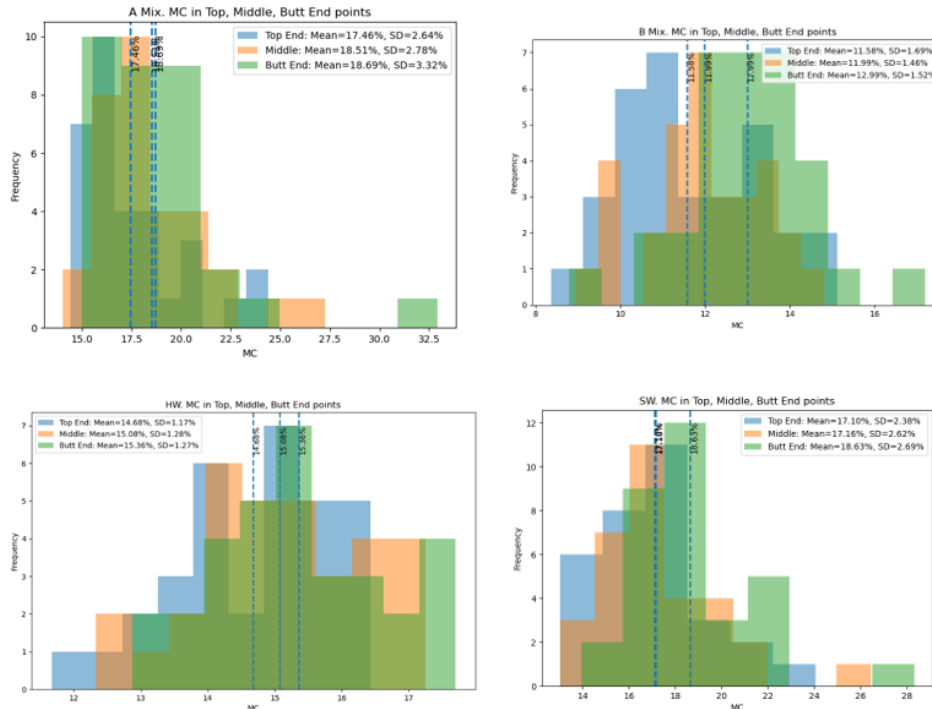 A Mix. MC in Top, Middle, Butt End points
Top End: Mean=17.46%, SD=2.64%
Middle: Mean=18.51%, SD=2.78%
Butt End: Mean=18.69%, SD=3.32%
17.46%
18.69%
Frequency
10
8
6
4
2
0
15.0 17.5 20.0 22.5 25.0 27.5 30.0 32.5
MC
B Mix. MC in Top, Middle, Butt End points
Top End: Mean=11.58%, SD=1.69%
Middle: Mean=11.99%, SD=1.46%
Butt End: Mean=12.99%, SD=1.52%
11.58%
11.99%
12.99%
Frequency
7
6
5
4
3
2
1
0
8 10 12 14 16
MC
HW. MC in Top, Middle, Butt End points
Top End: Mean=14.68%, SD=1.17%
Middle: Mean=15.08%, SD=1.28%
Butt End: Mean=15.36%, SD=1.27%
14.68%
15.08%
15.36%
Frequency
7
6
5
4
3
2
1
0
12 13 14 15 16 17
MC
SW. MC in Top, Middle, Butt End points
Top End: Mean=17.10%, SD=2.38%
Middle: Mean=17.16%, SD=2.62%
Butt End: Mean=18.63%, SD=2.69%
17.10%
18.63%
Frequency
12
10
8
6
4
2
0
14 16 18 20 22 24 26 28
MC